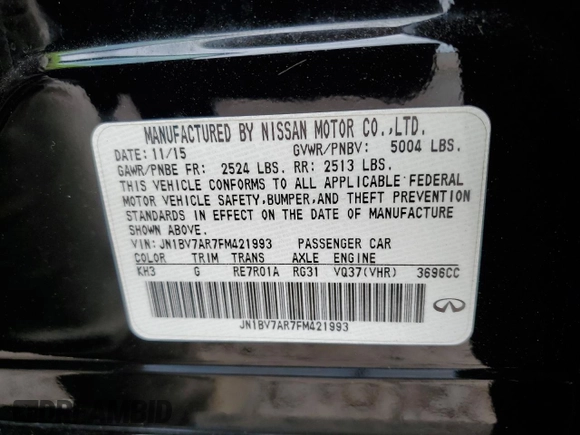 MANUFACTURED BY NISSAN MOTOR CO.,LTD.
DATE: 11/15 GVWR/PNBV: 5004 LBS.
GAWR/PNBE FR: 2524 LBS. RR: 2513 LBS.
THIS VEHICLE CONFORMS TO ALL APPLICABLE FEDERAL
MOTOR VEHICLE SAFETY,BUMPER,AND THEFT PREVENTION
STANDARDS IN EFFECT ON THE DATE OF MANUFACTURE
SHOWN ABOVE.
VIN: JN1BV7AR7FM421993 PASSENGER CAR
COLOR TRIM TRANS AXLE ENGINE
KH3 G RE7R01A RG31 VQ37(VHR) 3696CC
JN1BV7AR7FM421993
DREAMBID